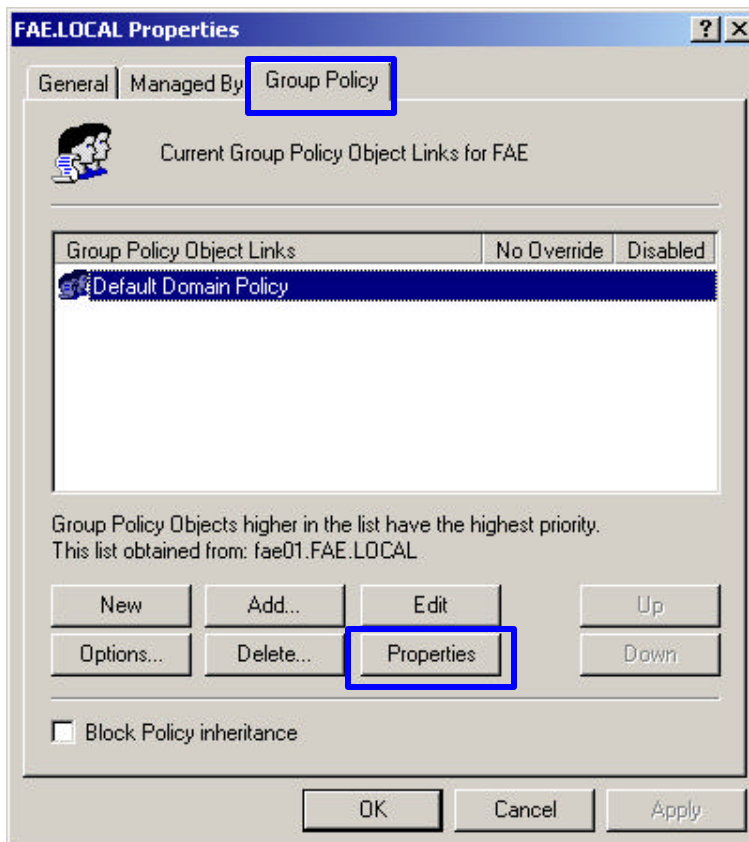 FAE.LOCAL Properties
General Managed By Group Policy
Current Group Policy Object Links for FAE
Group Policy Object Links No Override Disabled
Default Domain Policy
Group Policy Objects higher in the list have the highest priority.
This list obtained from: fae01.FAE.LOCAL
New Add... Edit Up
Options... Delete... Properties Down
Block Policy inheritance
OK Cancel Apply